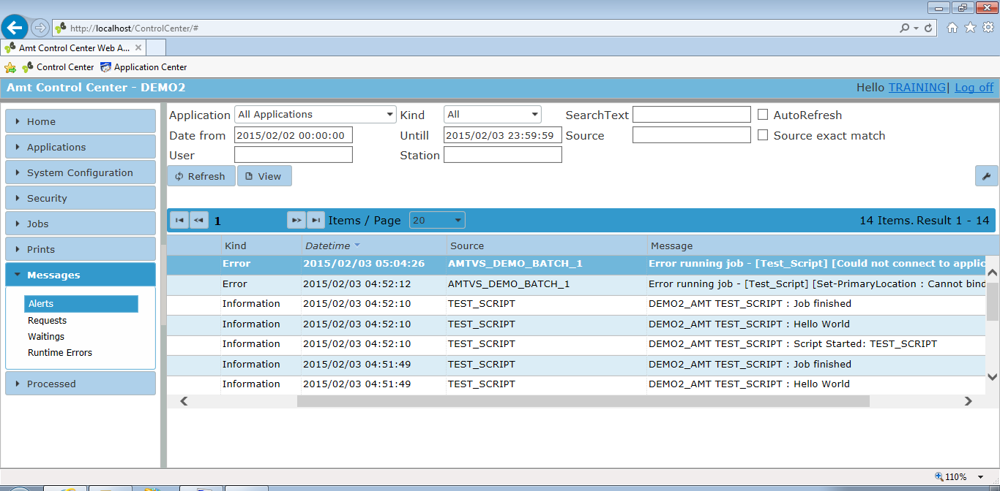 http://localhost/ControlCenter/#
Amt Control Center Web A...
Control Center Application Center
Amt Control Center - DEMO2 Hello TRAINING| Log off
Home
Applications
System Configuration
Security
Jobs
Prints
Messages
Alerts
Requests
Waitings
Runtime Errors
Processed
Application All Applications Kind All SearchText AutoRefresh
Date from 2015/02/02 00:00:00 Untill 2015/02/03 23:59:59 Source Source exact match
User Station
Refresh View
1 Items / Page 20 14 Items. Result 1 - 14
Kind Datetime Source Message
Error 2015/02/03 05:04:26 AMTVS_DEMO_BATCH_1 Error running job - [Test_Script] [Could not connect to applic
Error 2015/02/03 04:52:12 AMTVS_DEMO_BATCH_1 Error running job - [Test_Script] [Set-PrimaryLocation : Cannot bind
Information 2015/02/03 04:52:10 TEST_SCRIPT DEMO2_AMT TEST_SCRIPT : Job finished
Information 2015/02/03 04:52:10 TEST_SCRIPT DEMO2_AMT TEST_SCRIPT : Hello World
Information 2015/02/03 04:52:10 TEST_SCRIPT DEMO2_AMT TEST_SCRIPT : Script Started: TEST_SCRIPT
Information 2015/02/03 04:51:49 TEST_SCRIPT DEMO2_AMT TEST_SCRIPT : Job finished
Information 2015/02/03 04:51:49 TEST_SCRIPT DEMO2_AMT TEST_SCRIPT : Hello World
110%